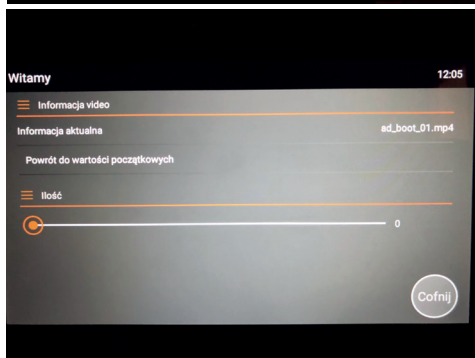 Witamy 12:05
Informacja video
Informacja aktualna ad_boot_01.mp4
Powrót do wartości początkowych
Ilość
0
Cofnij